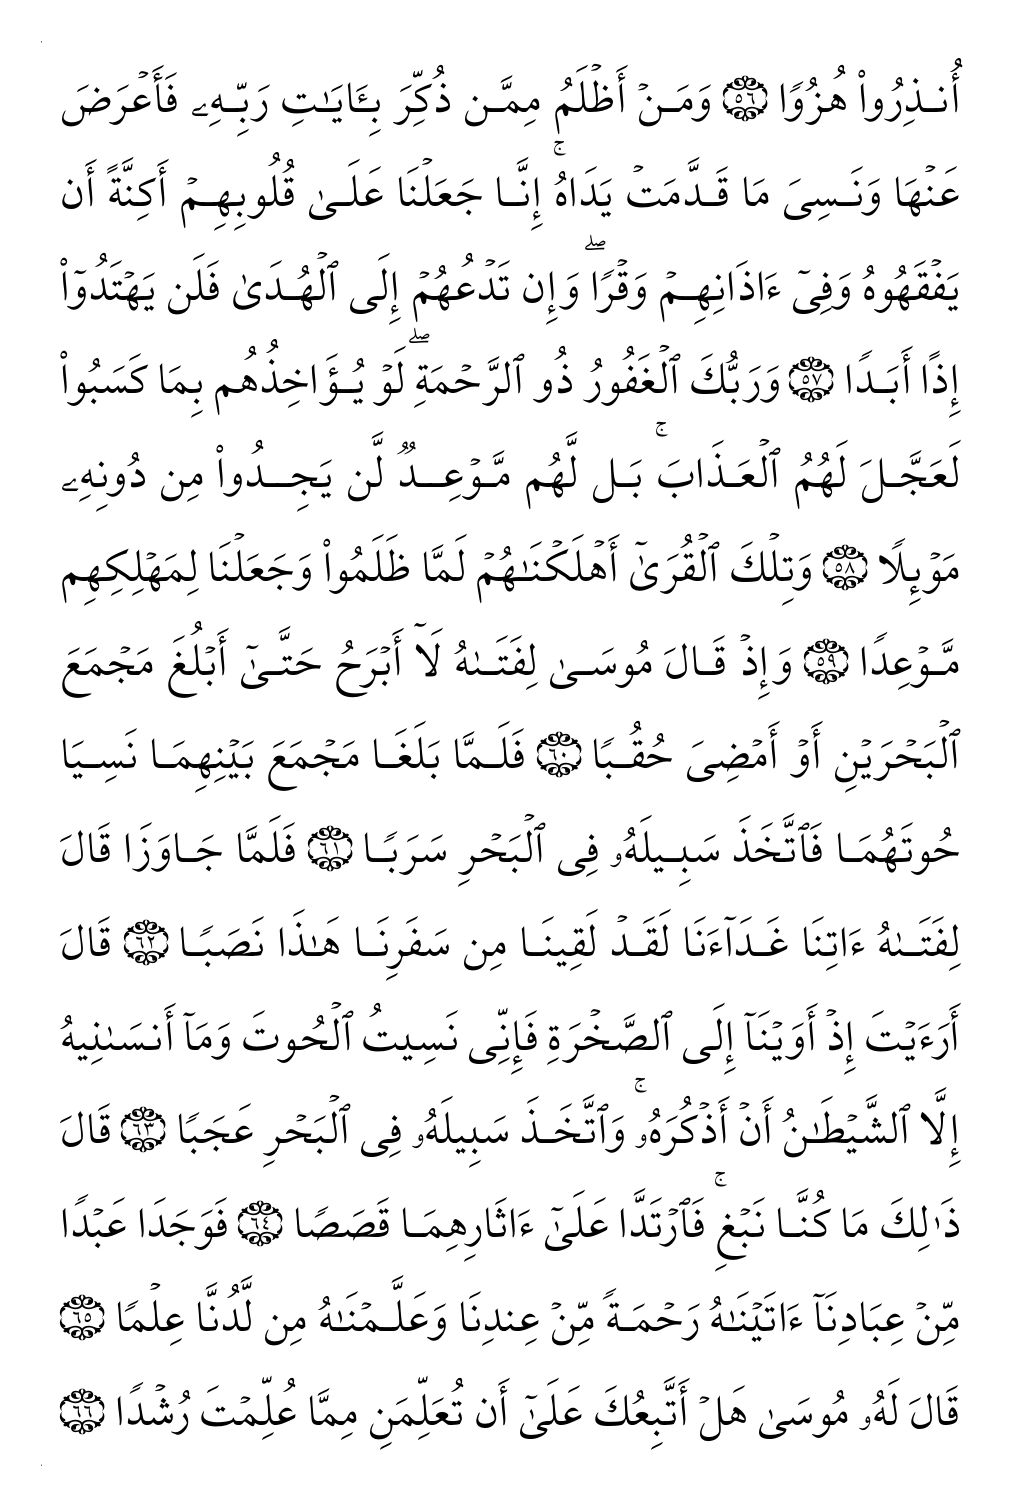 أُنذِرُوا۟ هُزُوًا ٥٦ وَمَنْ أَظْلَمُ مِمَّن ذُكِّرَ بِـَٔايَـٰتِ رَبِّهِۦ فَأَعْرَضَ
عَنْهَا وَنَسِىَ مَا قَدَّمَتْ يَدَاهُ ۚ إِنَّا جَعَلْنَا عَلَىٰ قُلُوبِهِمْ أَكِنَّةً أَن
يَفْقَهُوهُ وَفِىٓ ءَاذَانِهِمْ وَقْرًا ۖ وَإِن تَدْعُهُمْ إِلَى ٱلْهُدَىٰ فَلَن يَهْتَدُوٓا۟
إِذًا أَبَدًا ٥٧ وَرَبُّكَ ٱلْغَفُورُ ذُو ٱلرَّحْمَةِ ۖ لَوْ يُؤَاخِذُهُم بِمَا كَسَبُوا۟
لَعَجَّلَ لَهُمُ ٱلْعَذَابَ ۚ بَل لَّهُم مَّوْعِدٌ لَّن يَجِدُوا۟ مِن دُونِهِۦ
مَوْئِلًا ٥٨ وَتِلْكَ ٱلْقُرَىٰٓ أَهْلَكْنَـٰهُمْ لَمَّا ظَلَمُوا۟ وَجَعَلْنَا لِمَهْلِكِهِم
مَّوْعِدًا ٥٩ وَإِذْ قَالَ مُوسَىٰ لِفَتَىٰهُ لَآ أَبْرَحُ حَتَّىٰٓ أَبْلُغَ مَجْمَعَ
ٱلْبَحْرَيْنِ أَوْ أَمْضِىَ حُقُبًا ٦٠ فَلَمَّا بَلَغَا مَجْمَعَ بَيْنِهِمَا نَسِيَا
حُوتَهُمَا فَٱتَّخَذَ سَبِيلَهُۥ فِى ٱلْبَحْرِ سَرَبًا ٦١ فَلَمَّا جَاوَزَا قَالَ
لِفَتَىٰهُ ءَاتِنَا غَدَآءَنَا لَقَدْ لَقِينَا مِن سَفَرِنَا هَـٰذَا نَصَبًا ٦٢ قَالَ
أَرَءَيْتَ إِذْ أَوَيْنَآ إِلَى ٱلصَّخْرَةِ فَإِنِّى نَسِيتُ ٱلْحُوتَ وَمَآ أَنسَىٰنِيهُ
إِلَّا ٱلشَّيْطَـٰنُ أَنْ أَذْكُرَهُۥ ۚ وَٱتَّخَذَ سَبِيلَهُۥ فِى ٱلْبَحْرِ عَجَبًا ٦٣ قَالَ
ذَٰلِكَ مَا كُنَّا نَبْغِ ۚ فَٱرْتَدَّا عَلَىٰٓ ءَاثَارِهِمَا قَصَصًا ٦٤ فَوَجَدَا عَبْدًا
مِّنْ عِبَادِنَآ ءَاتَيْنَـٰهُ رَحْمَةً مِّنْ عِندِنَا وَعَلَّمْنَـٰهُ مِن لَّدُنَّا عِلْمًا ٦٥
قَالَ لَهُۥ مُوسَىٰ هَلْ أَتَّبِعُكَ عَلَىٰٓ أَن تُعَلِّمَنِ مِمَّا عُلِّمْتَ رُشْدًا ٦٦